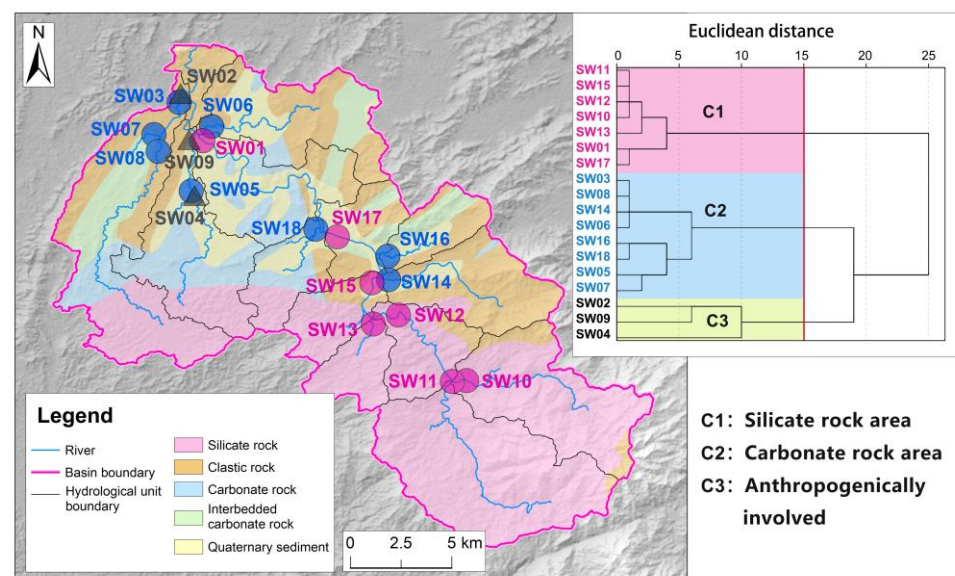 N
SW02
SW03
SW06
SW07
SW01
SW08
SW09
SW05
SW04
SW18
SW17
SW16
SW15
SW14
SW12
SW13
SW11
SW10
Legend
River
Basin boundary
Hydrological unit
boundary
Silicate rock
Clastic rock
Carbonate rock
Interbedded
carbonate rock
Quaternary sediment
0 2.5 5 km
Euclidean distance
0 5 10 15 20 25
SW11
SW15
SW12
SW10
SW13
SW01
SW17
SW03
SW08
SW14
SW06
SW16
SW18
SW05
SW07
SW02
SW09
SW04
C1
C2
C3
C1: Silicate rock area
C2: Carbonate rock area
C3: Anthropogenically
involved